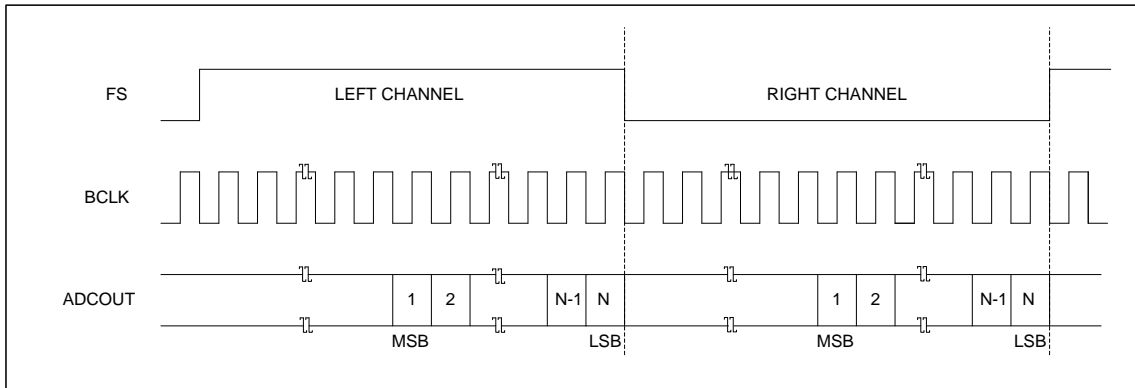 FS
LEFT CHANNEL
RIGHT CHANNEL
BCLK
ADCOUT
1
2
N-1
N
1
2
N-1
N
MSB
LSB
MSB
LSB